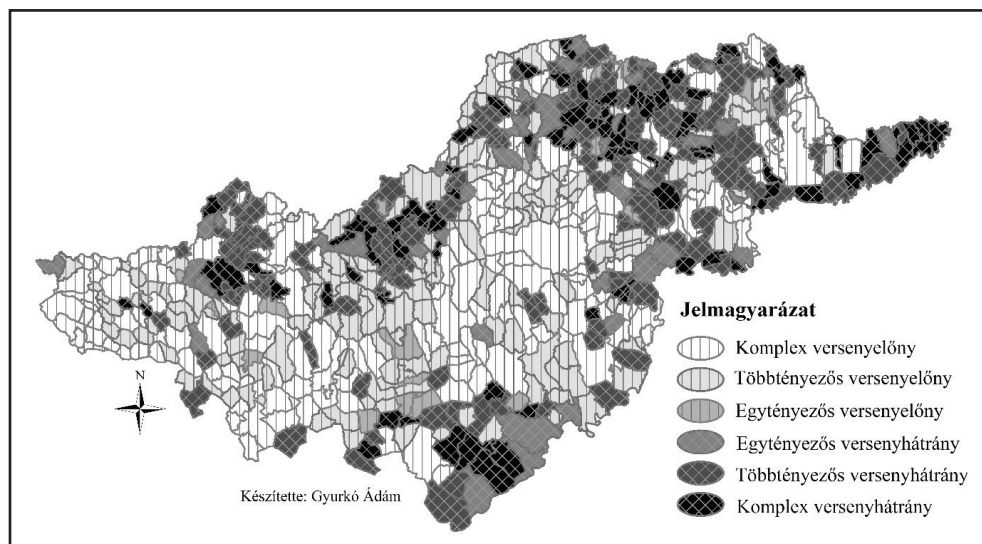 N
Készítette: Gyurkó Ádám
Jelmagyarázat
Komplex versenyelőny
Többtényezős versenyelőny
Egytényezős versenyelőny
Egytényezős versenyhátrány
Többtényezős versenyhátrány
Komplex versenyhátrány